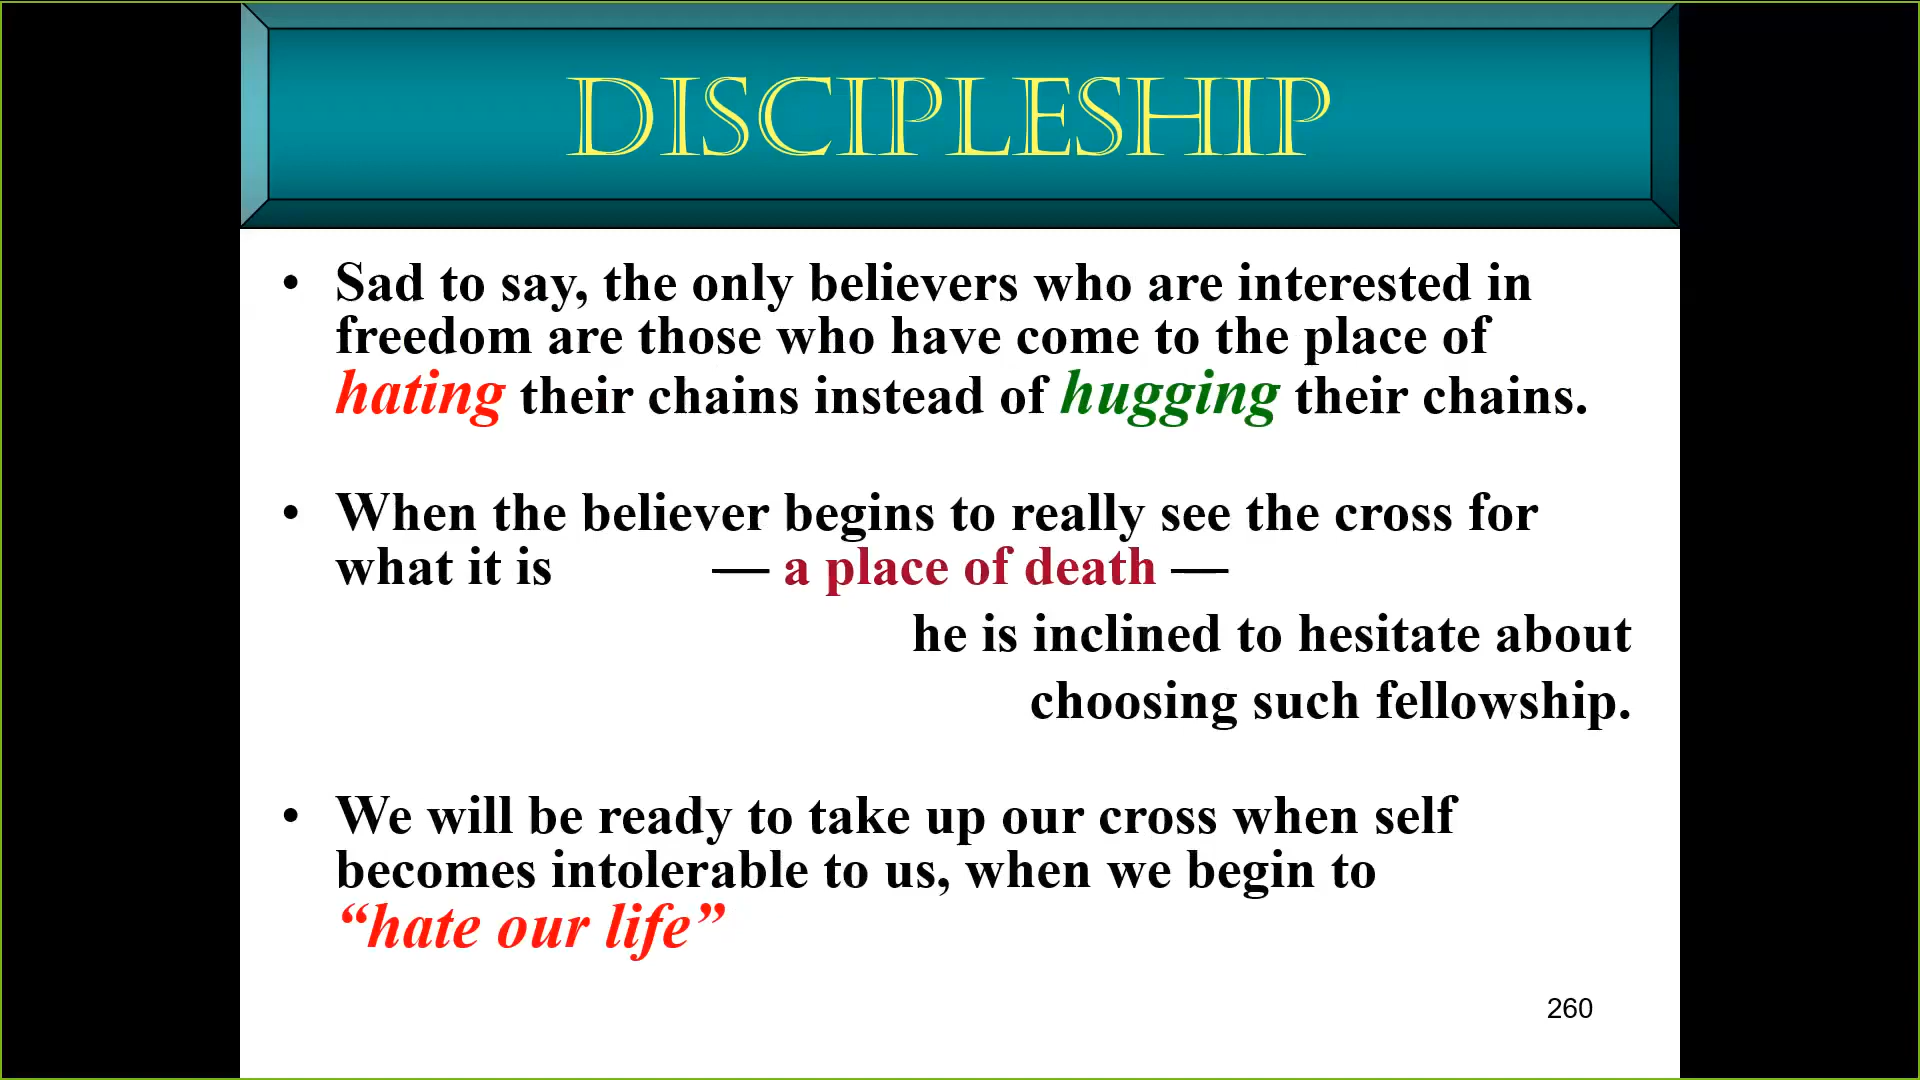 DISCIPLESHIP
• Sad to say, the only believers who are interested in
freedom are those who have come to the place of
hating their chains instead of hugging their chains.
• When the believer begins to really see the cross for
what it is — a place of death —
he is inclined to hesitate about
choosing such fellowship.
• We will be ready to take up our cross when self
becomes intolerable to us, when we begin to
“hate our life”
260